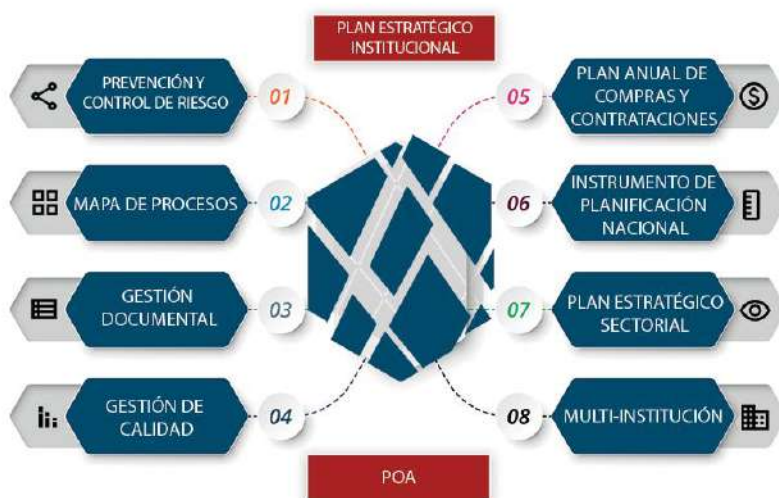 PLAN ESTRATÉGICO
INSTITUCIONAL
PREVENCIÓN Y
CONTROL DE RIESGO
01
MAPA DE PROCESOS
02
GESTIÓN
DOCUMENTAL
03
GESTIÓN DE
CALIDAD
04
05
PLAN ANUAL DE
COMPRAS Y
CONTRATACIONES
06
INSTRUMENTO DE
PLANIFICACIÓN
NACIONAL
07
PLAN ESTRATÉGICO
SECTORIAL
08
MULTI-INSTITUCIÓN
POA